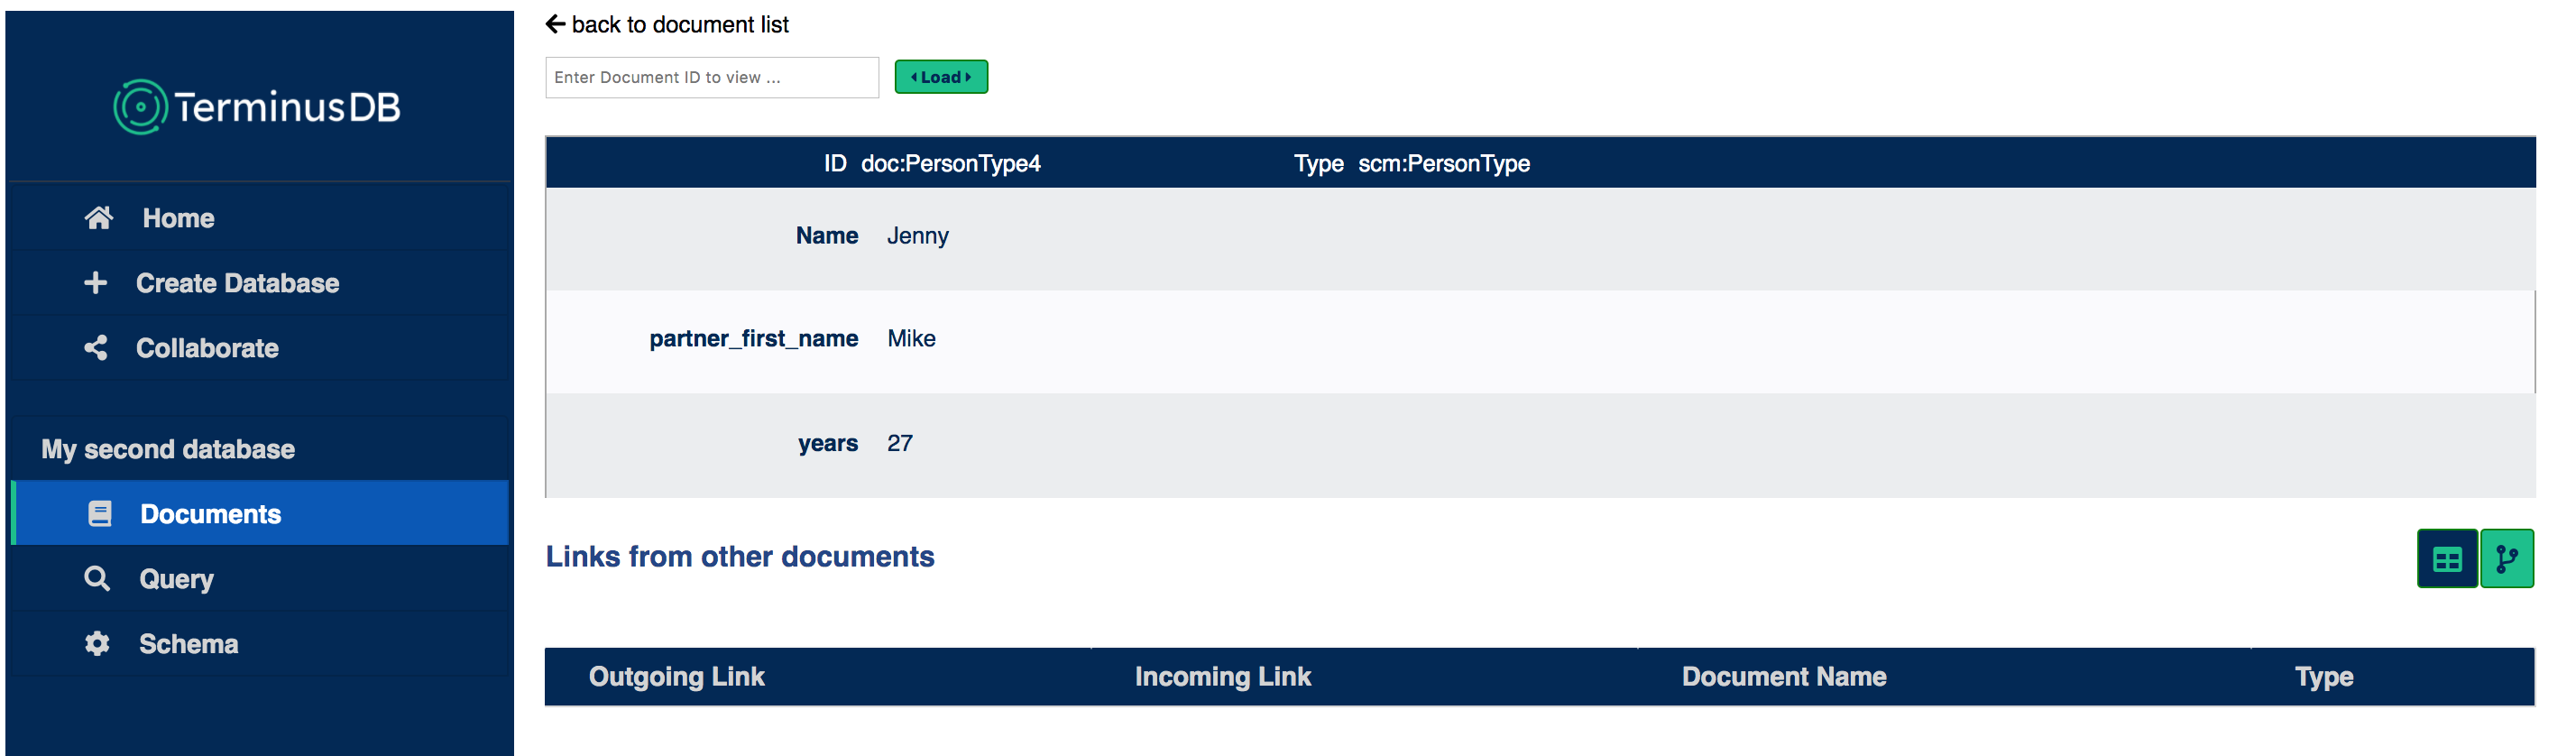 TerminusDB
Home
Create Database
Collaborate
My second database
Documents
Query
Schema
back to document list
Enter Document ID to view ...
Load
ID doc:PersonType4 Type scm:PersonType
Name Jenny
partner_first_name Mike
years 27
Links from other documents
Outgoing Link Incoming Link Document Name Type